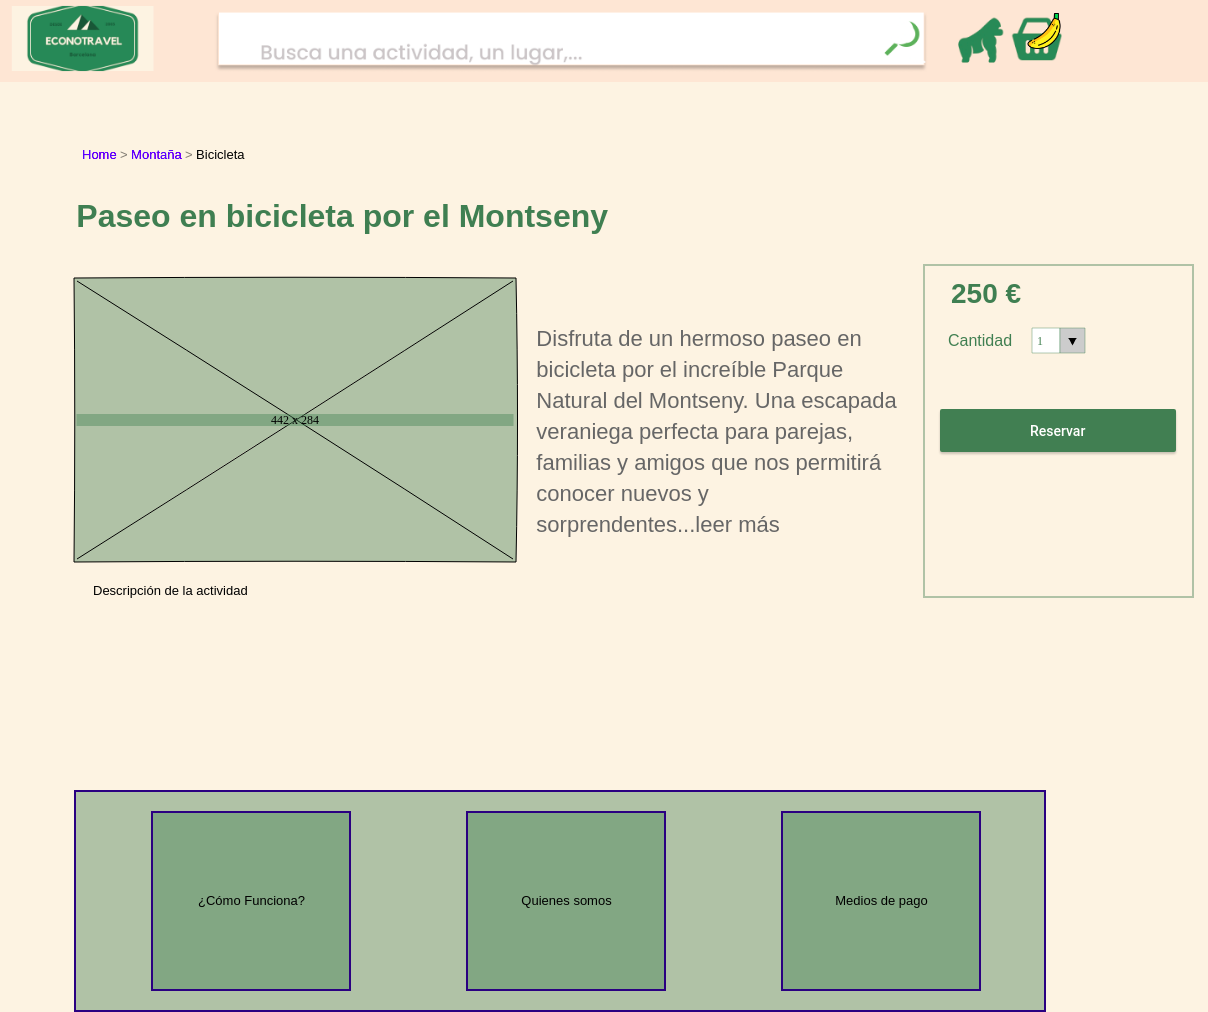 ECONOTRAVEL
Busca una actividad, un lugar,...
Home > Montaña > Bicicleta
Paseo en bicicleta por el Montseny
442 x 284
Disfruta de un hermoso paseo en
bicicleta por el increíble Parque
Natural del Montseny. Una escapada
veraniega perfecta para parejas,
familias y amigos que nos permitirá
conocer nuevos y
sorprendentes...leer más
Descripción de la actividad
250 €
Cantidad 1
Reservar
¿Cómo Funciona?
Quienes somos
Medios de pago